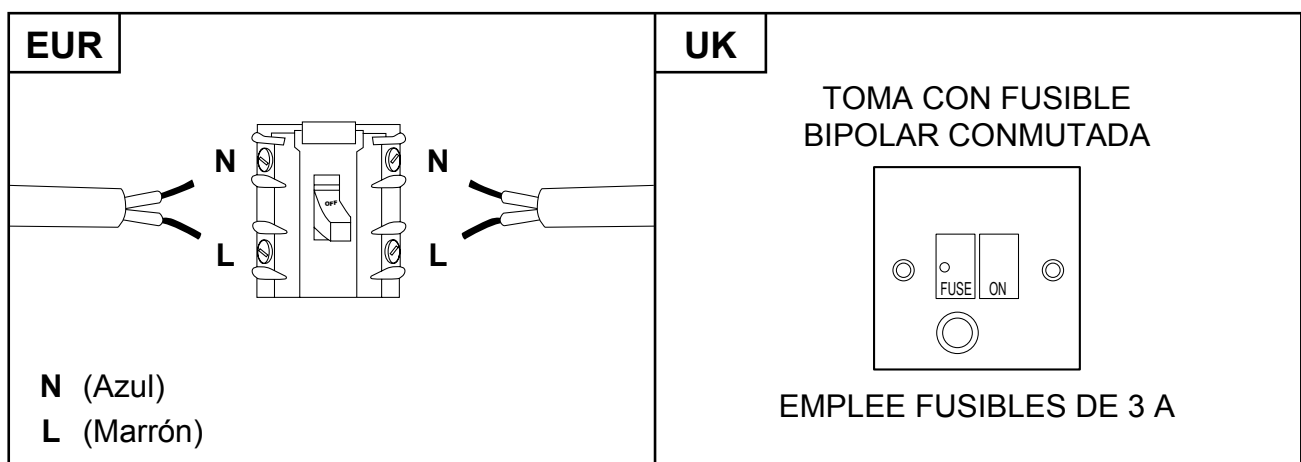 EUR
N
N
OFF
L
L
N (Azul)
L (Marrón)
UK
TOMA CON FUSIBLE
BIPOLAR CONMUTADA
FUSE ON
EMPLEE FUSIBLES DE 3 A